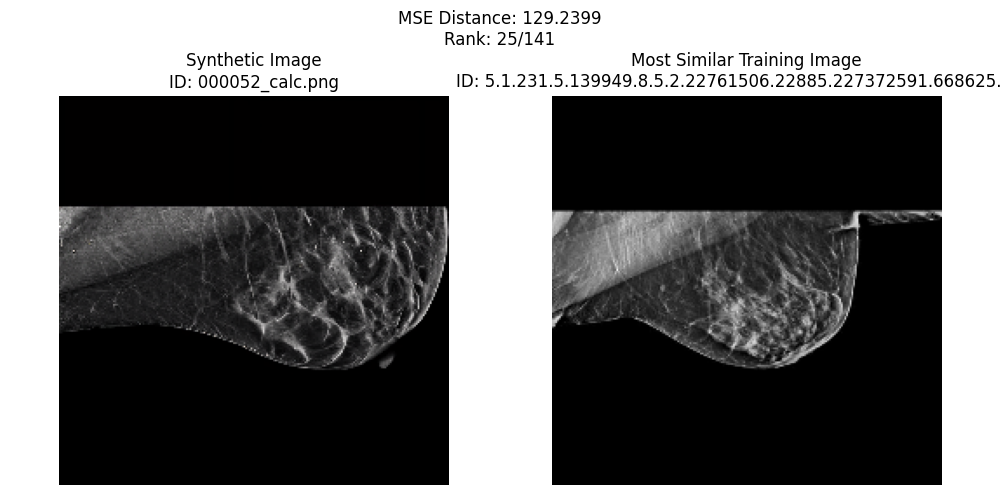 MSE Distance: 129.2399
Rank: 25/141
Synthetic Image
ID: 000052_calc.png
Most Similar Training Image
ID: 5.1.231.5.139949.8.5.2.22761506.22885.227372591.668625.